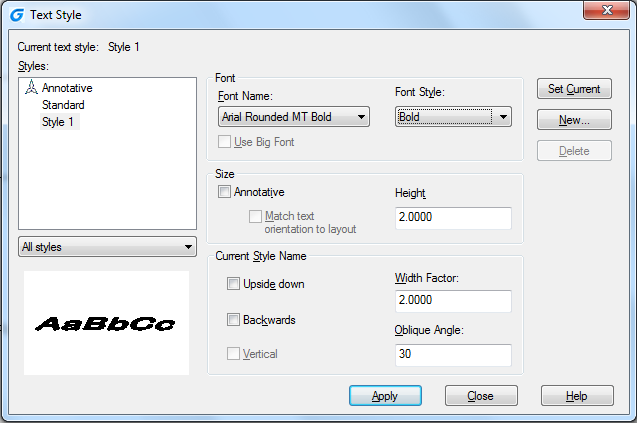 Text Style
Current text style: Style 1
Styles:
Annotative
Standard
Style 1
All styles
AaBbCc
Font
Font Name:
Arial Rounded MT Bold
Use Big Font
Font Style:
Bold
Size
Annotative
Match text
orientation to layout
Height
2.0000
Current Style Name
Upside down
Backwards
Vertical
Width Factor:
2.0000
Oblique Angle:
30
Set Current
New...
Delete
Apply
Close
Help